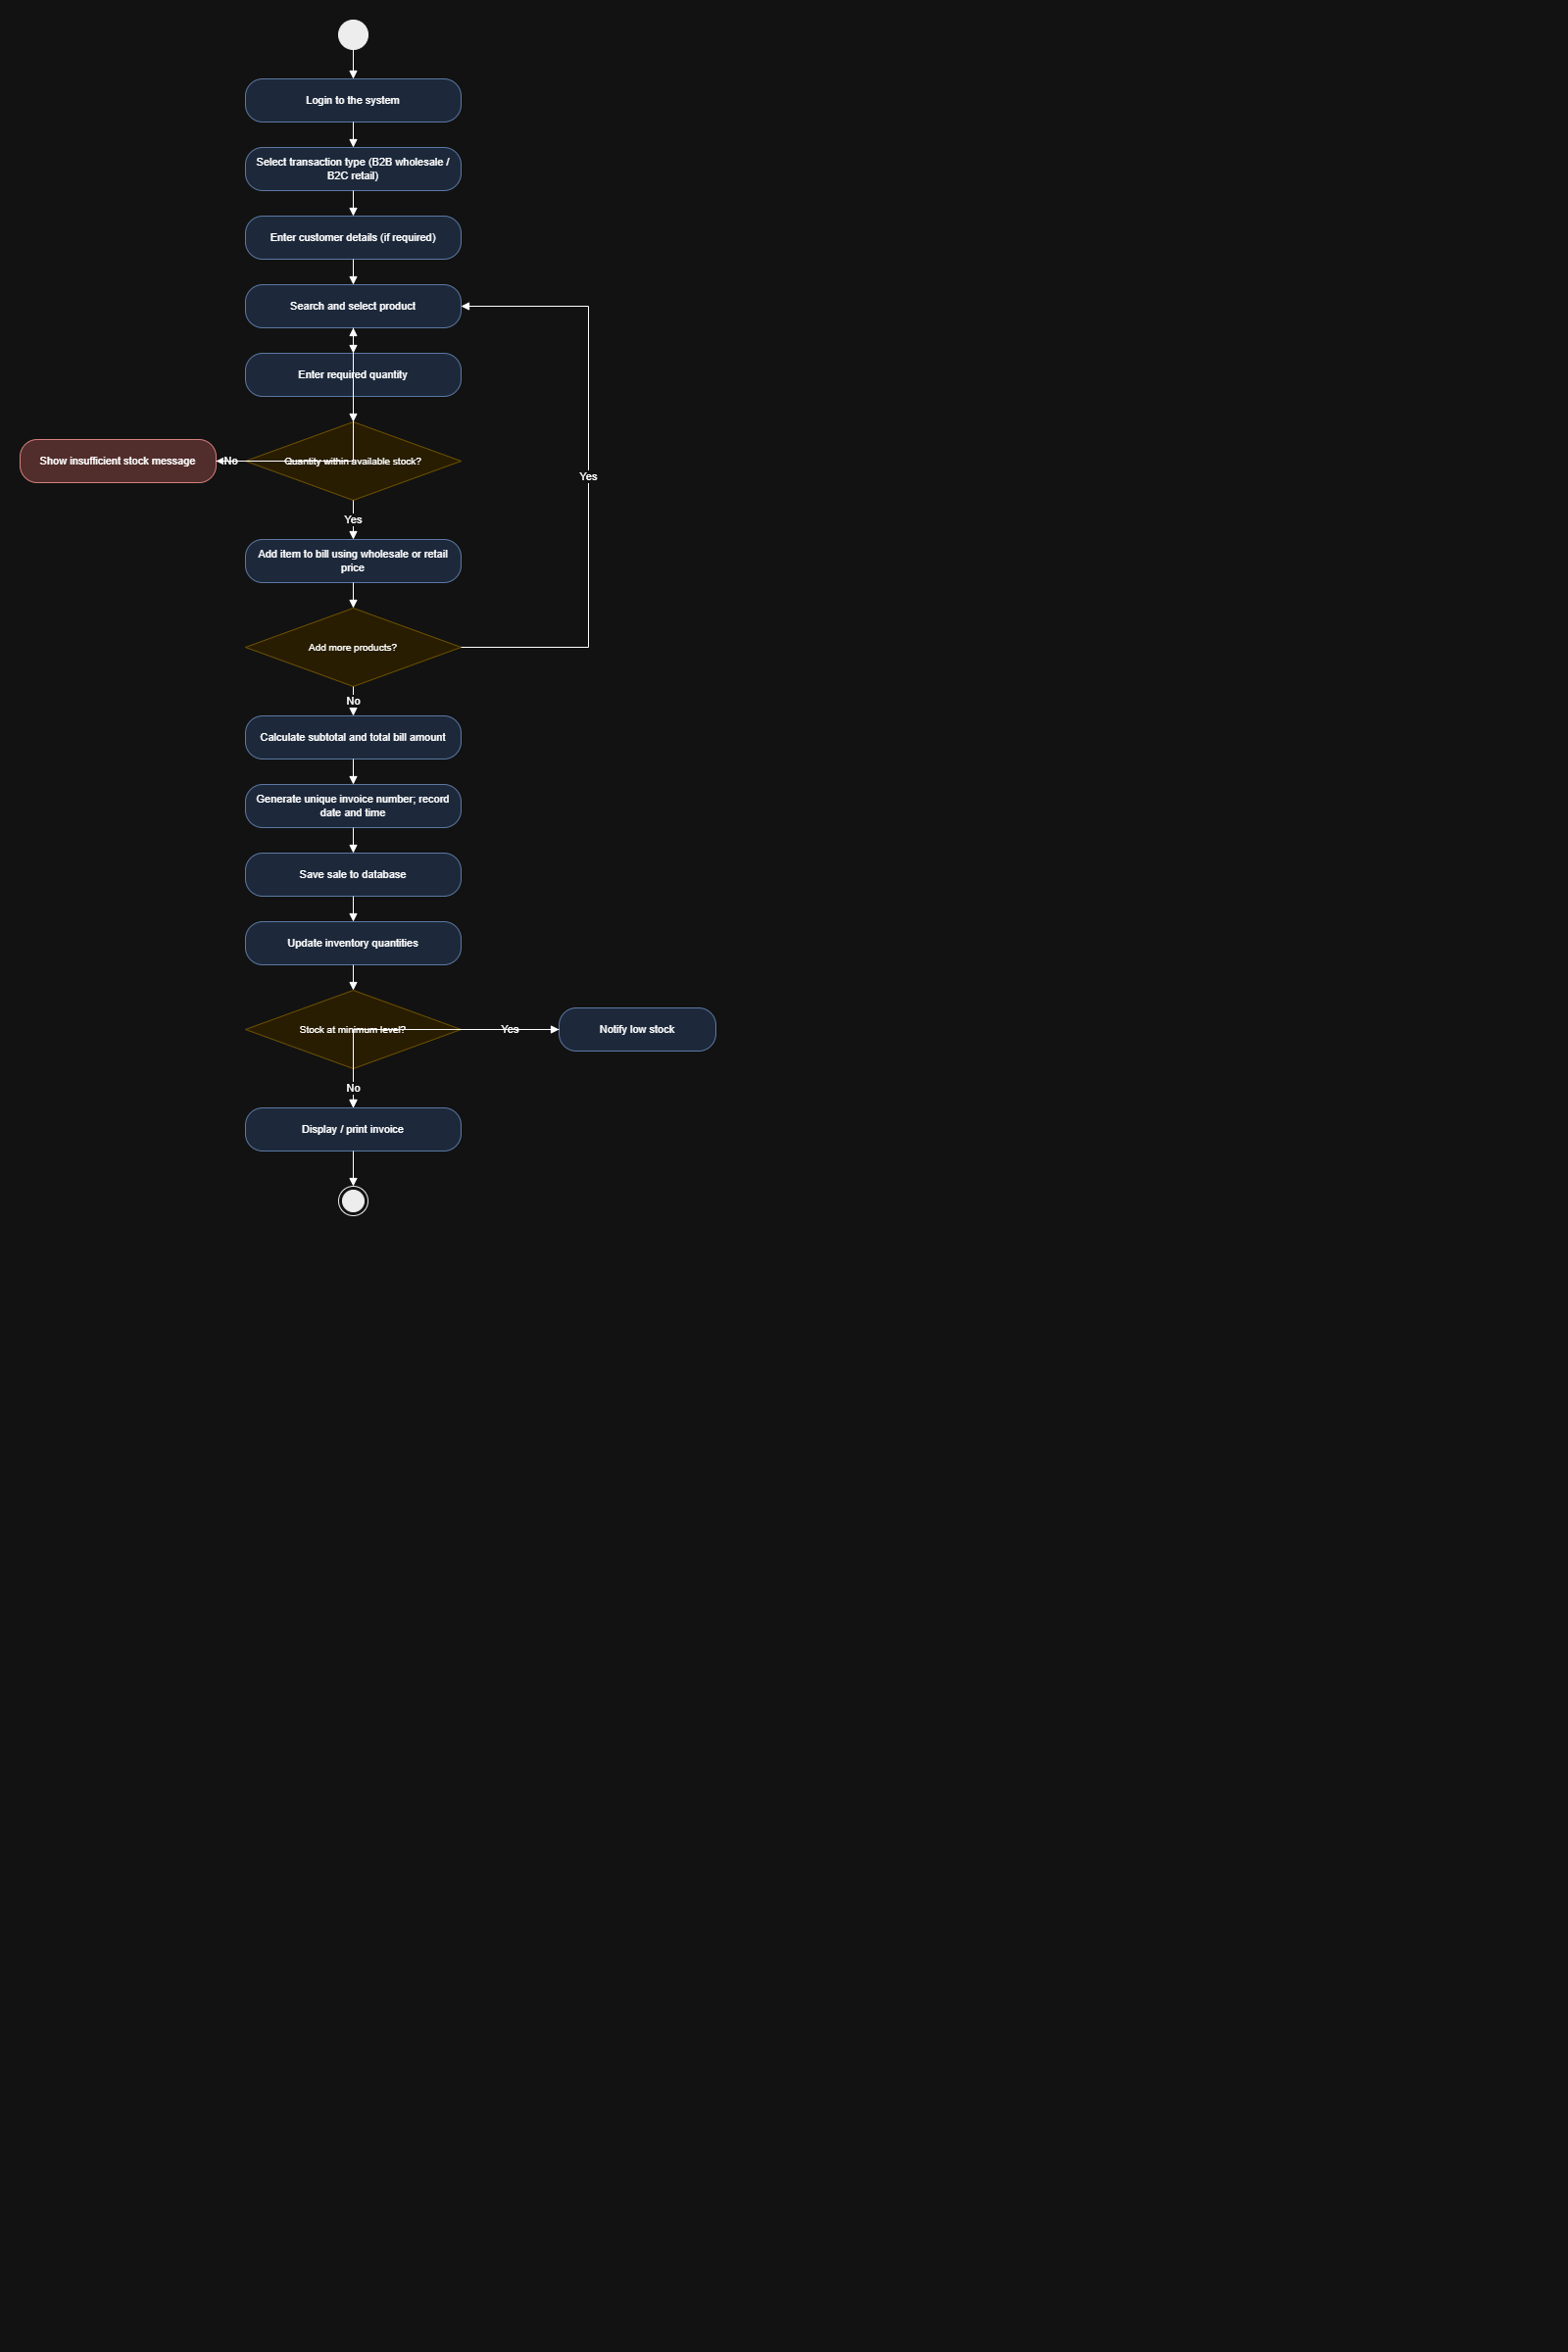 Login to the system
Select transaction type (B2B wholesale /
B2C retail)
Enter customer details (if required)
Search and select product
Enter required quantity
Show insufficient stock message
No
Quantity within available stock?
Yes
Yes
Add item to bill using wholesale or retail
price
Add more products?
No
Calculate subtotal and total bill amount
Generate unique invoice number; record
date and time
Save sale to database
Update inventory quantities
Stock at minimum level?
Yes
Notify low stock
No
Display / print invoice